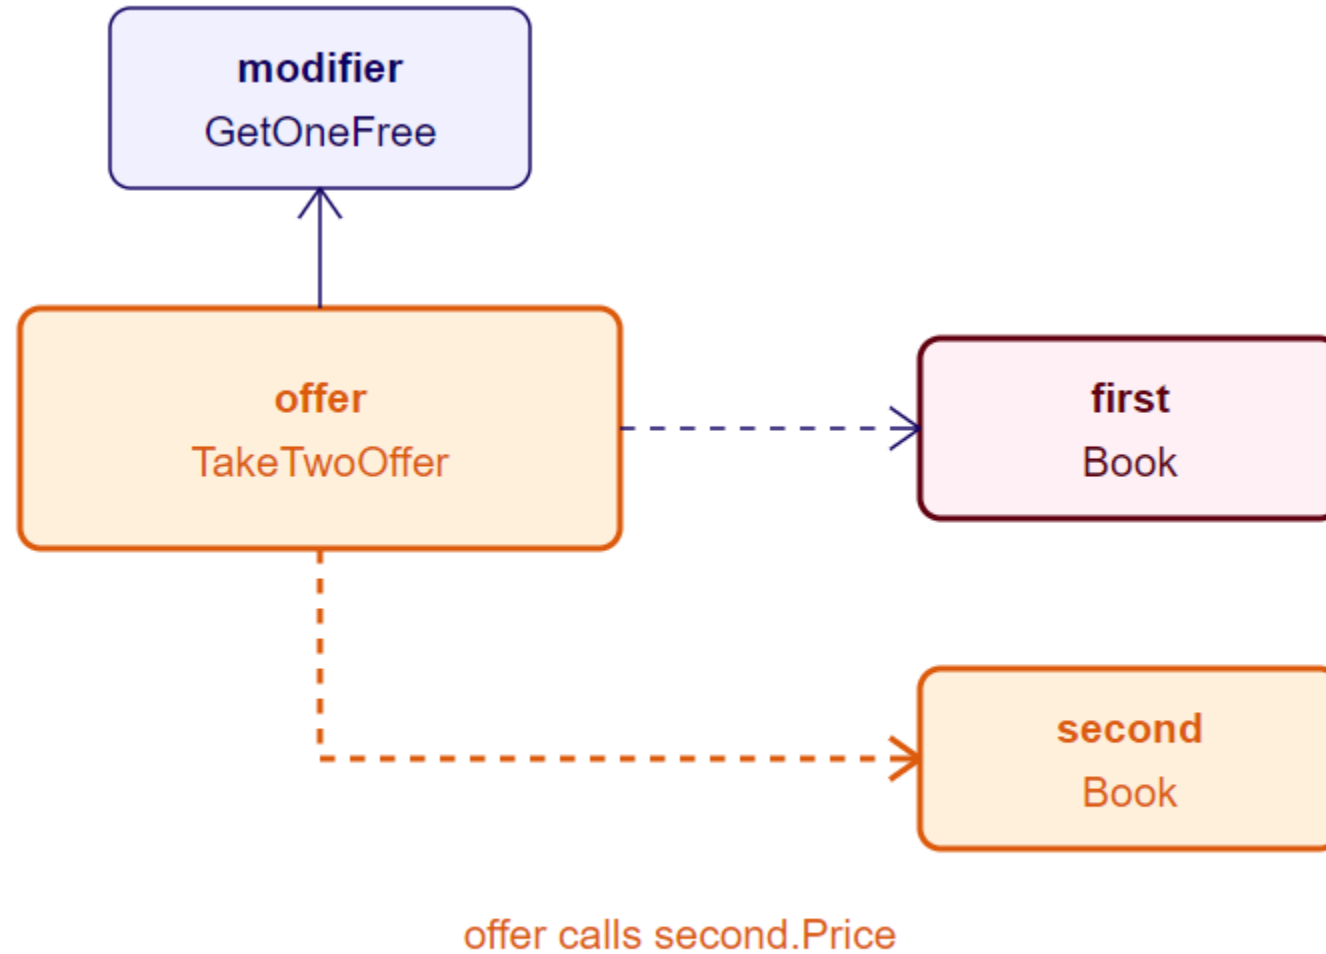 modifier
GetOneFree
offer
TakeTwoOffer
first
Book
second
Book
offer calls second.Price